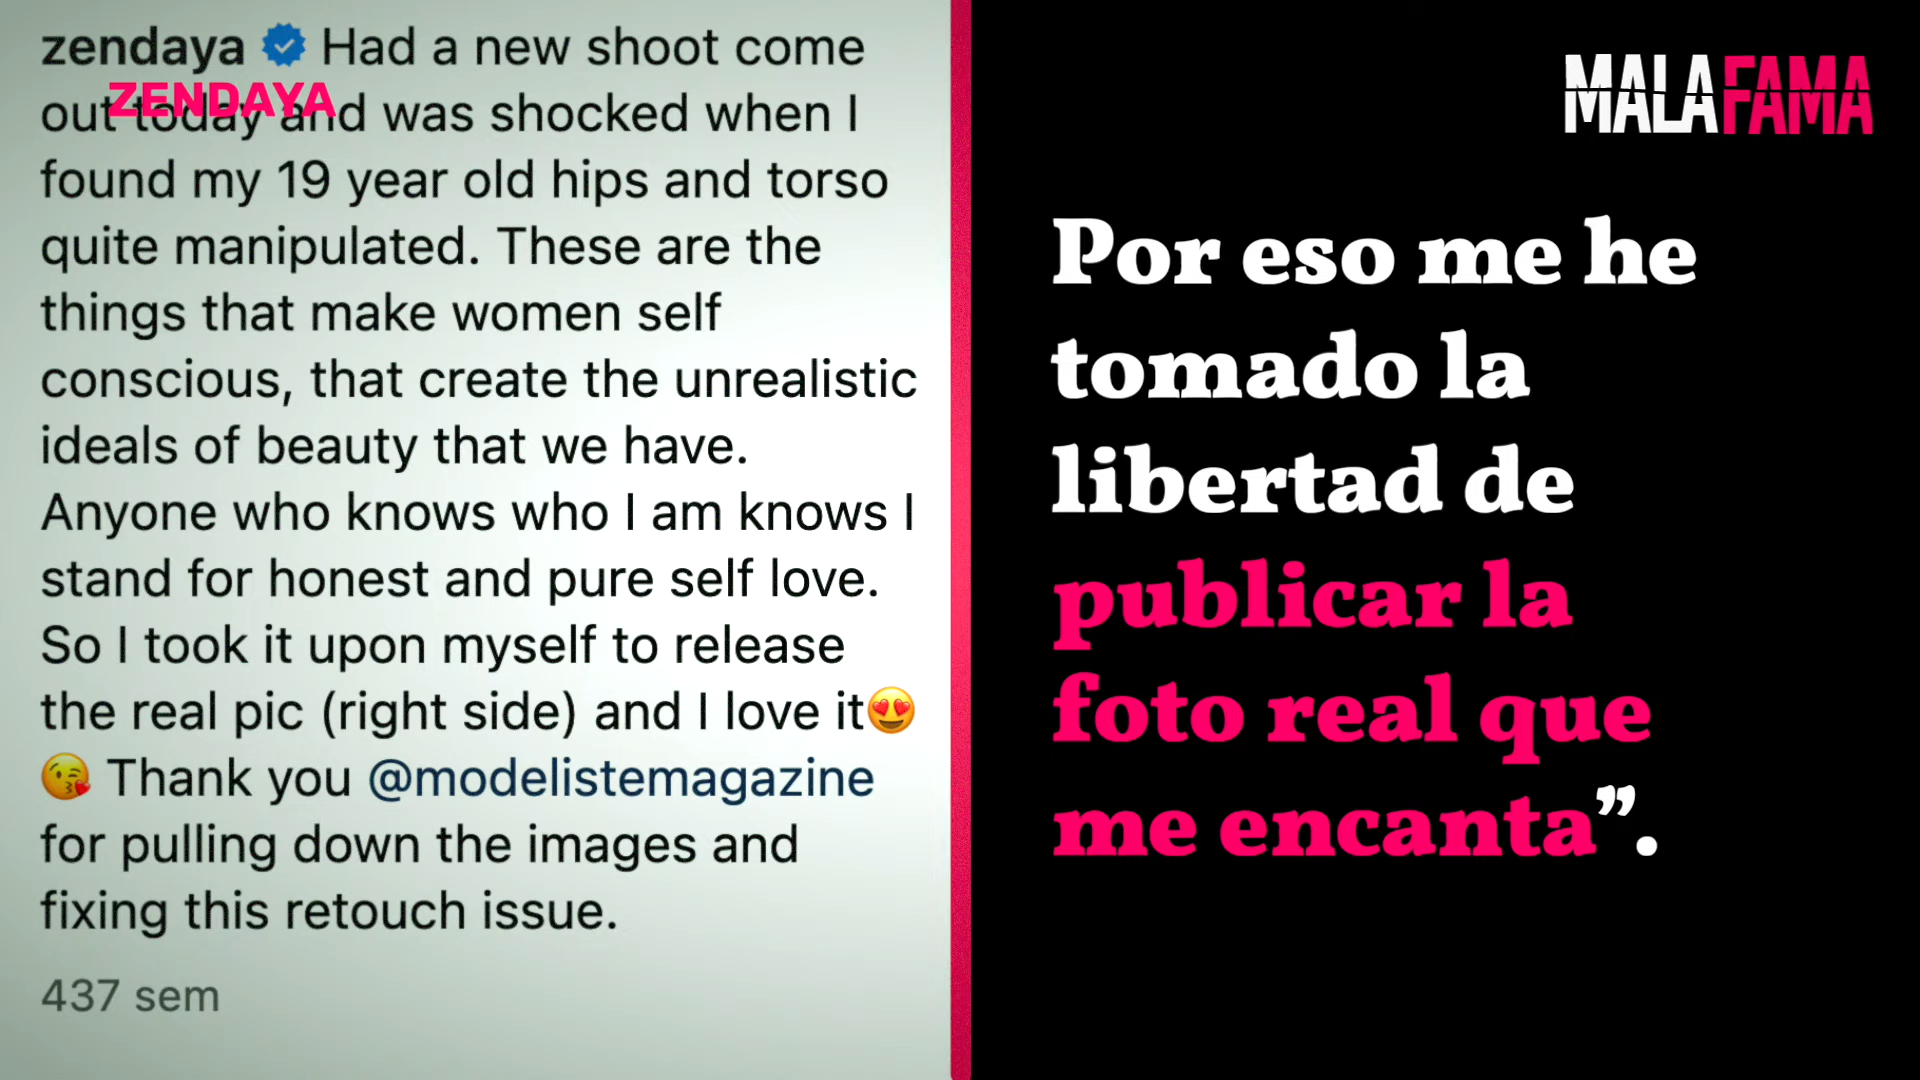 zendaya Had a new shoot come
ZENDAYA
out today and was shocked when I
found my 19 year old hips and torso
quite manipulated. These are the
things that make women self
conscious, that create the unrealistic
ideals of beauty that we have.
Anyone who knows who I am knows I
stand for honest and pure self love.
So I took it upon myself to release
the real pic (right side) and I love it😍
😘 Thank you @modelistemagazine
for pulling down the images and
fixing this retouch issue.
437 sem
MALAFAMA
Por eso me he
tomado la
libertad de
publicar la
foto real que
me encanta”.